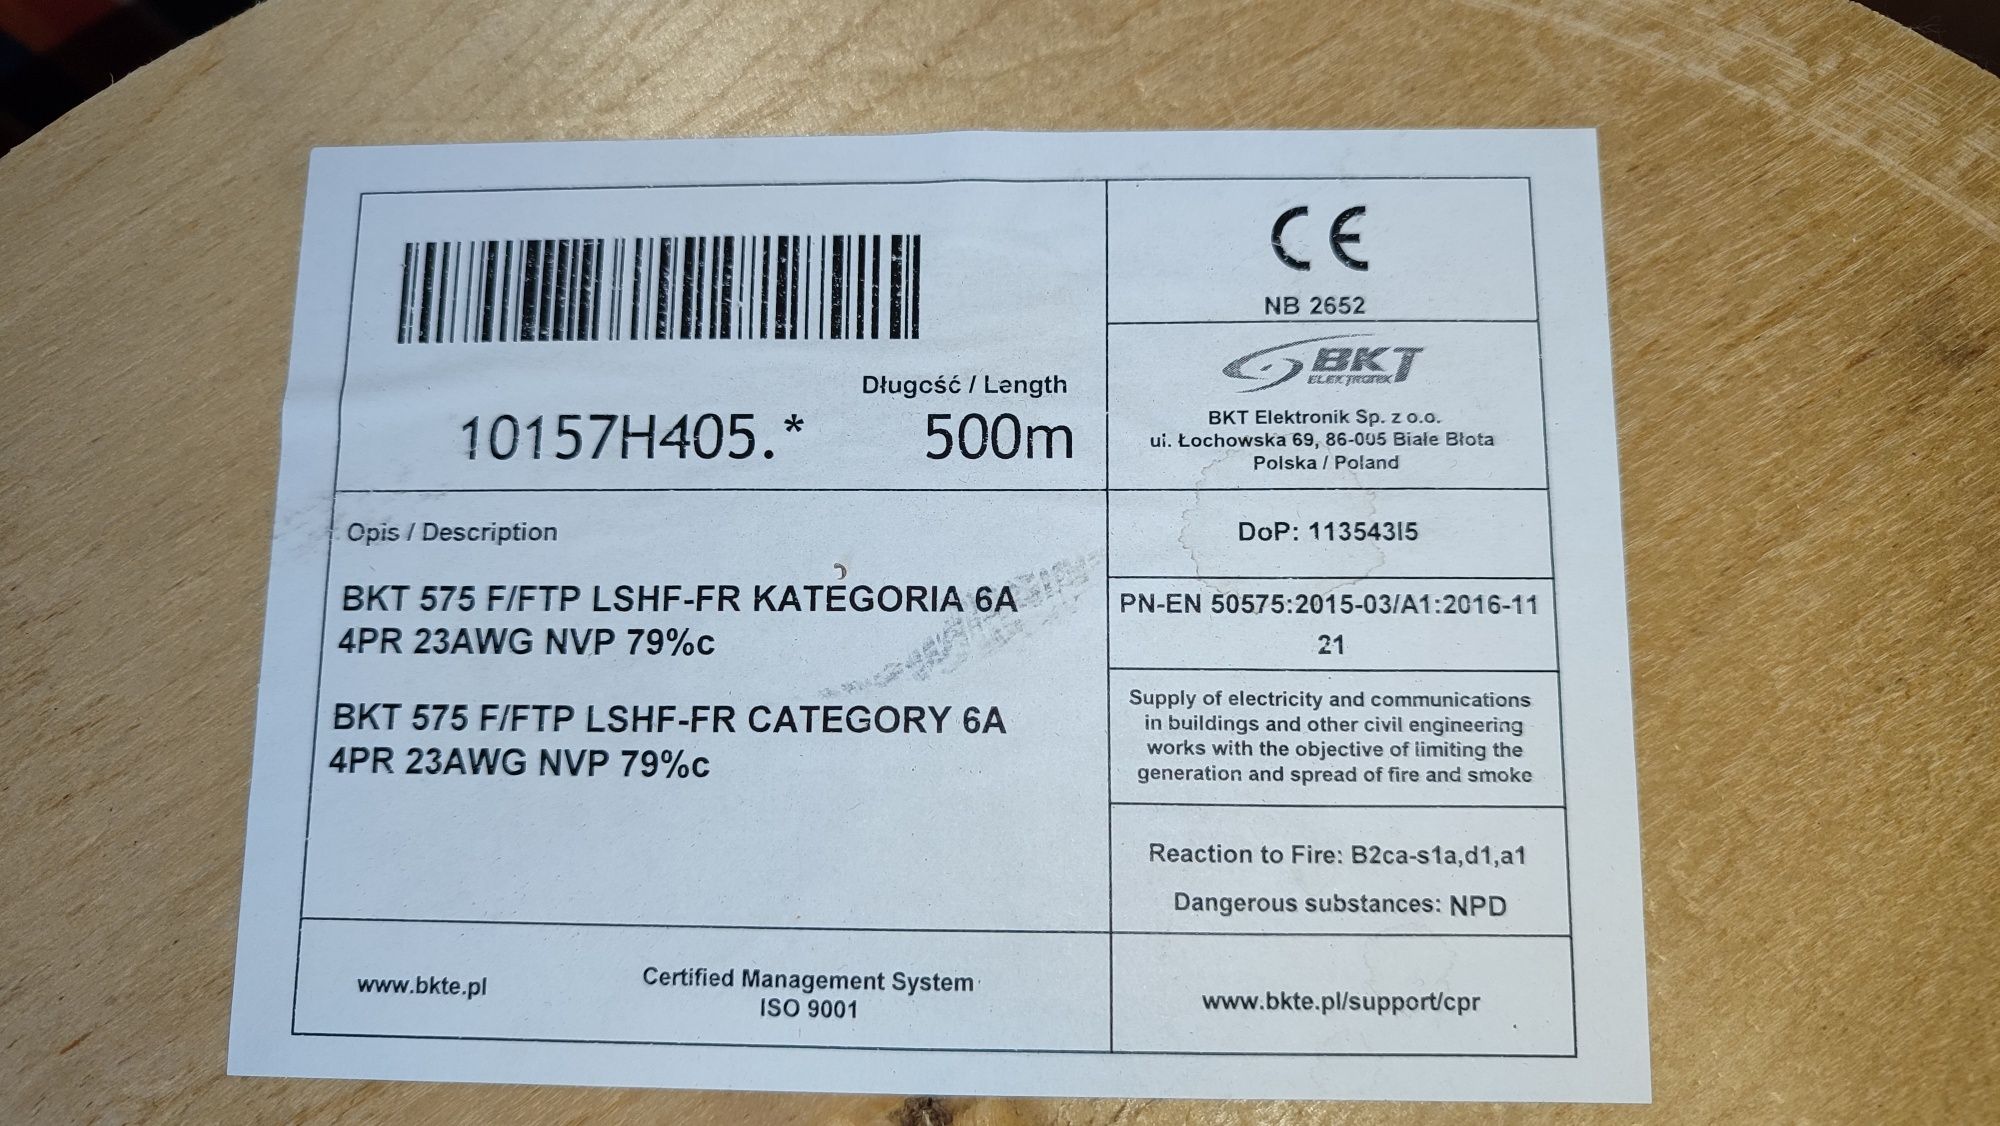 Długość / Length
10157H405.* 500m
Opis / Description
BKT 575 F/FTP LSHF-FR KATEGORIA 6A
4PR 23AWG NVP 79%c
BKT 575 F/FTP LSHF-FR CATEGORY 6A
4PR 23AWG NVP 79%c
www.bkte.pl
Certified Management System
ISO 9001
CE
NB 2652
BKT
ELEKTRONIK
BKT Elektronik Sp. z o.o.
ul. Łochowska 69, 86-005 Białe Błota
Polska / Poland
DoP: 113543I5
PN-EN 50575:2015-03/A1:2016-11
21
Supply of electricity and communications
in buildings and other civil engineering
works with the objective of limiting the
generation and spread of fire and smoke
Reaction to Fire: B2ca-s1a,d1,a1
Dangerous substances: NPD
www.bkte.pl/support/cpr